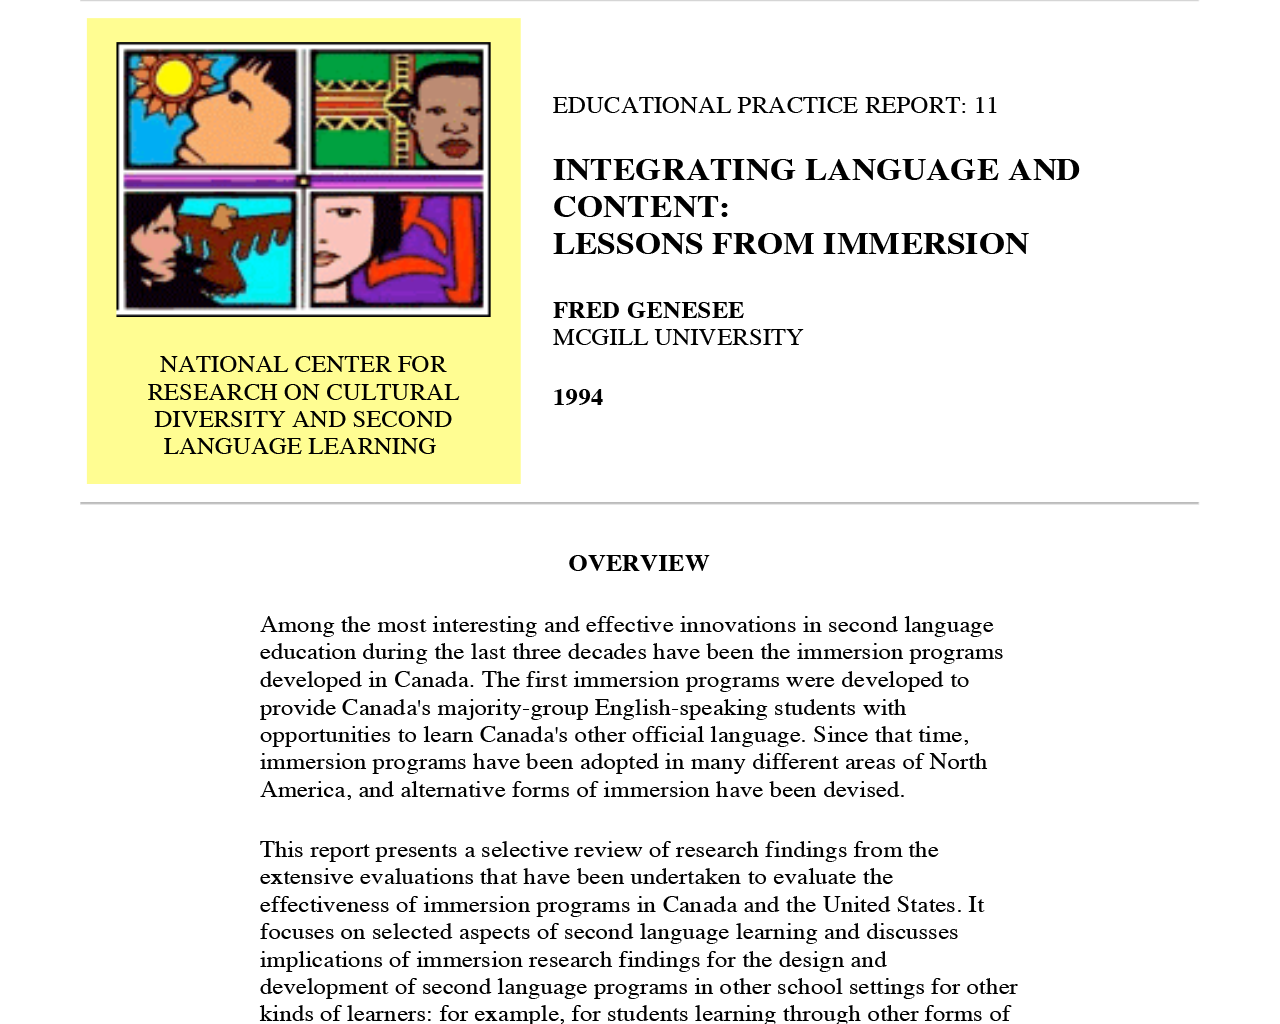 NATIONAL CENTER FOR
RESEARCH ON CULTURAL
DIVERSITY AND SECOND
LANGUAGE LEARNING
EDUCATIONAL PRACTICE REPORT: 11
INTEGRATING LANGUAGE AND
CONTENT:
LESSONS FROM IMMERSION
FRED GENESEE
MCGILL UNIVERSITY
1994
OVERVIEW
Among the most interesting and effective innovations in second language
education during the last three decades have been the immersion programs
developed in Canada. The first immersion programs were developed to
provide Canada's majority-group English-speaking students with
opportunities to learn Canada's other official language. Since that time,
immersion programs have been adopted in many different areas of North
America, and alternative forms of immersion have been devised.
This report presents a selective review of research findings from the
extensive evaluations that have been undertaken to evaluate the
effectiveness of immersion programs in Canada and the United States. It
focuses on selected aspects of second language learning and discusses
implications of immersion research findings for the design and
development of second language programs in other school settings for other
kinds of learners: for example, for students learning through other forms of